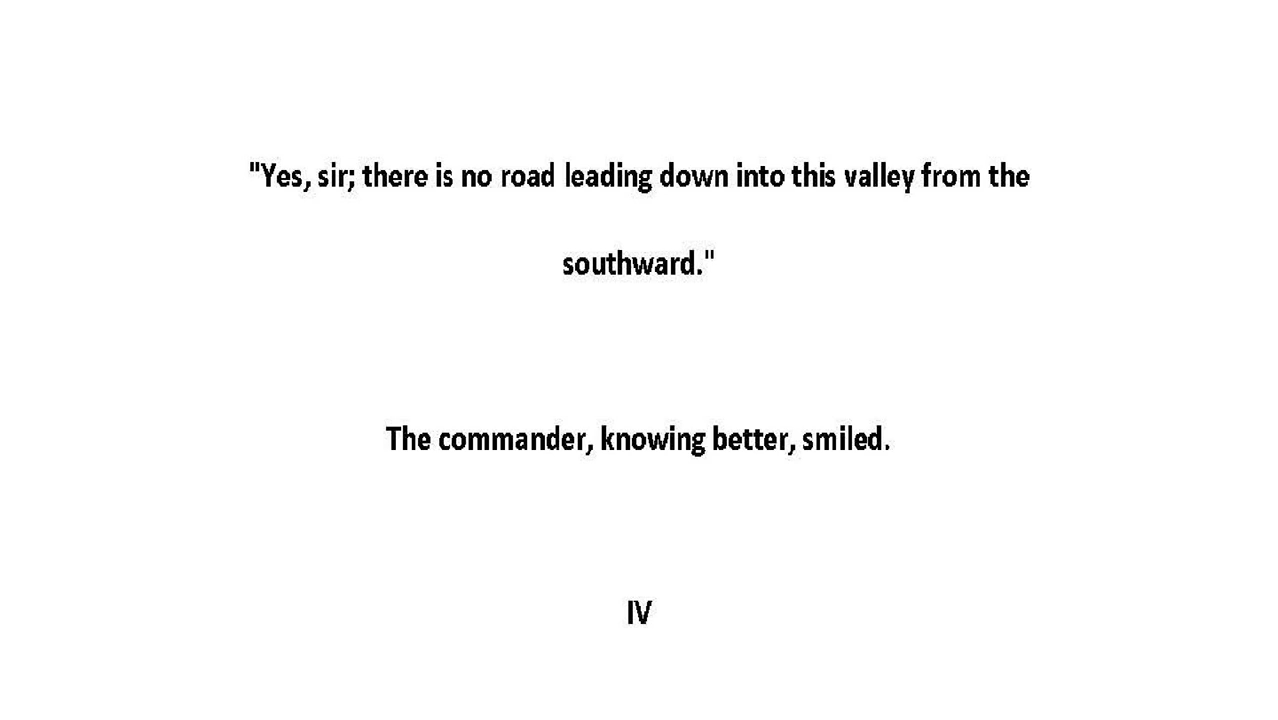 "Yes, sir; there is no road leading down into this valley from the
southward."
The commander, knowing better, smiled.
IV